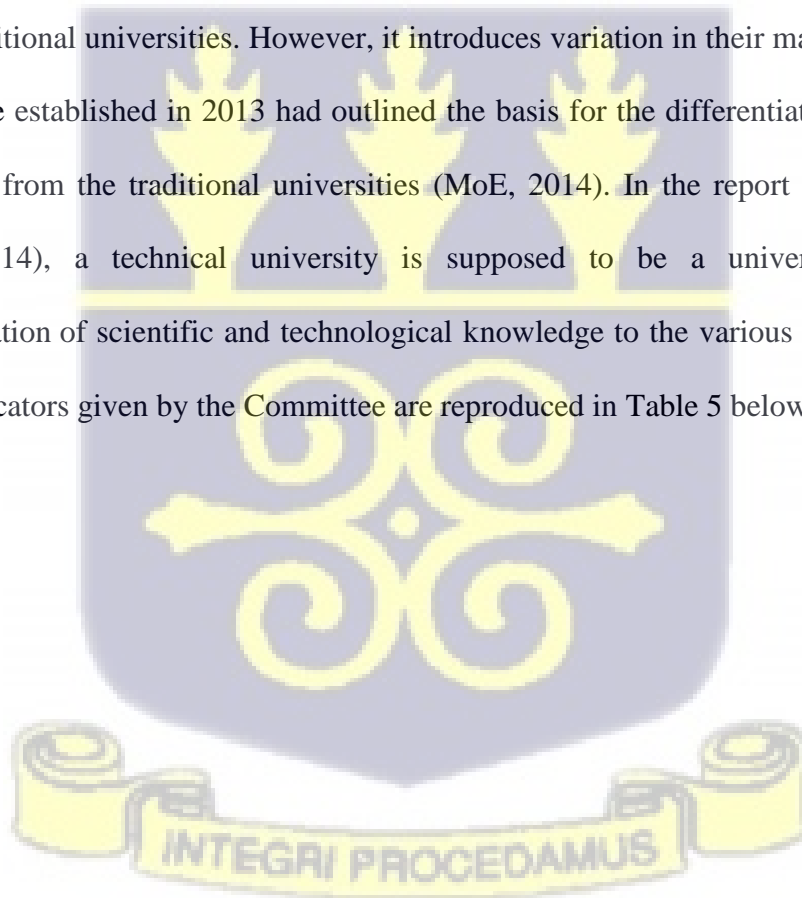 itional universities. However, it introduces variation in their ma
e established in 2013 had outlined the basis for the differentiat
from the traditional universities (MoE, 2014). In the report
14), a technical university is supposed to be a univer
tion of scientific and technological knowledge to the various
cators given by the Committee are reproduced in Table 5 below
INTEGRI PROCEDAMUS